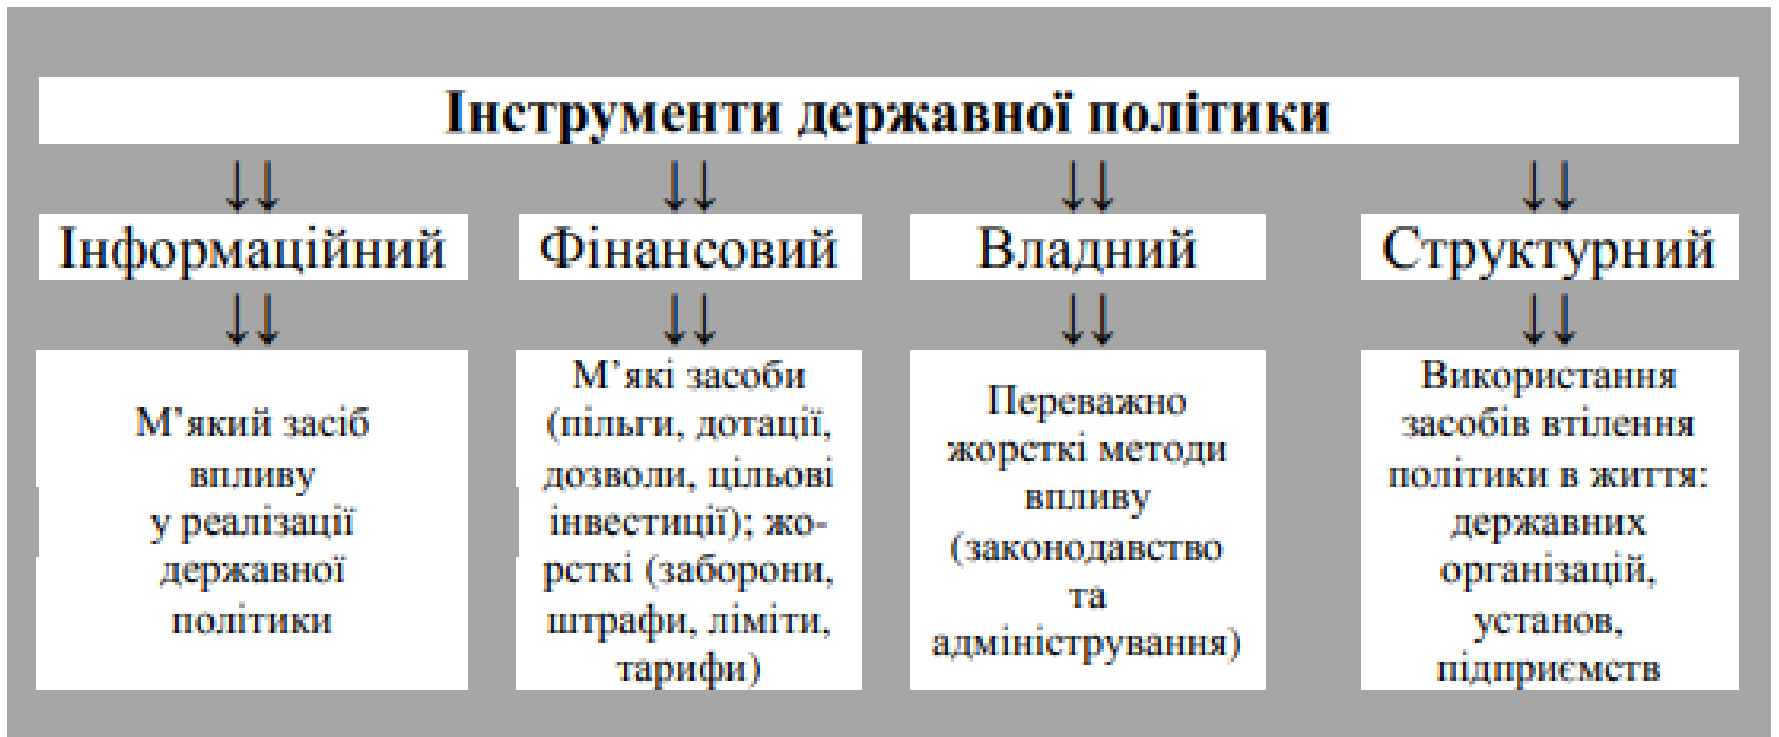 Інструменти державної політики
↓↓ ↓↓ ↓↓ ↓↓
Інформаційний
Фінансовий
Владний
Структурний
↓↓ ↓↓ ↓↓ ↓↓
М’який засіб
впливу
у реалізації
державної
політики
М’які засоби
(пільги, дотації,
дозволи, цільові
інвестиції); жо-
рсткі (заборони,
штрафи, ліміти,
тарифи)
Переважно
жорсткі методи
впливу
(законодавство
та
адміністрування)
Використання
засобів втілення
політики в життя:
державних
організацій,
установ,
підприємств